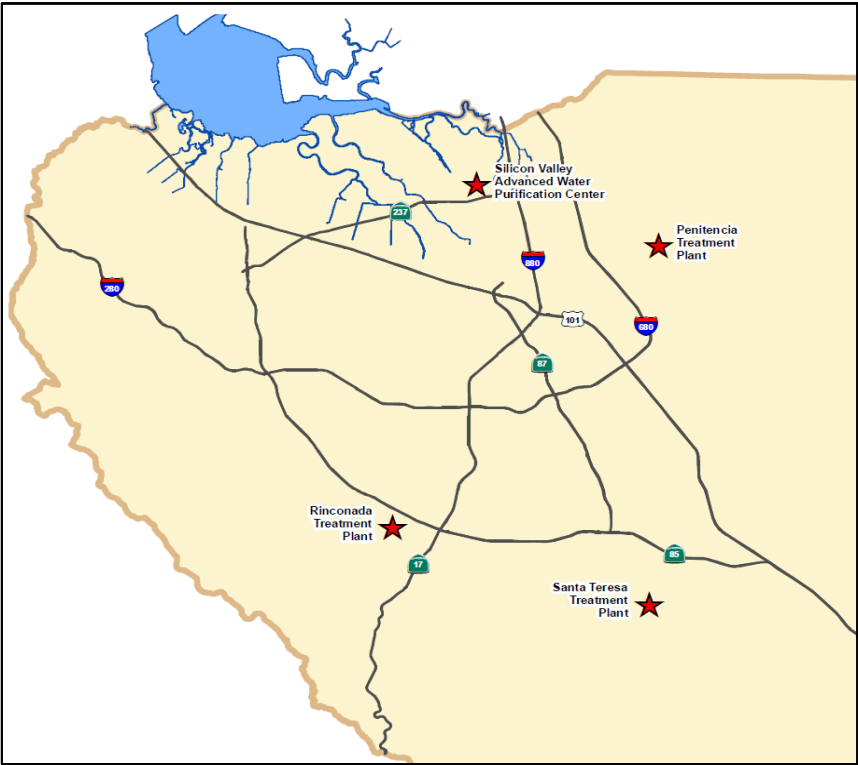 Silicon Valley
Advanced Water
Purification Center
237
Penitencia
Treatment
Plant
880
280
101
680
87
Rinconada
Treatment
Plant
17
85
Santa Teresa
Treatment
Plant